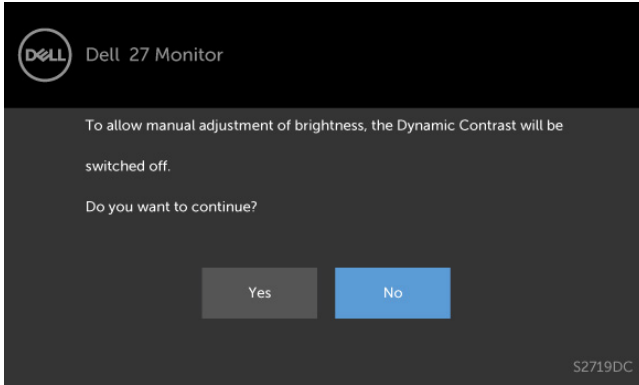 DELL
Dell 27 Monitor
To allow manual adjustment of brightness, the Dynamic Contrast will be
switched off.
Do you want to continue?
Yes
No
S2719DC